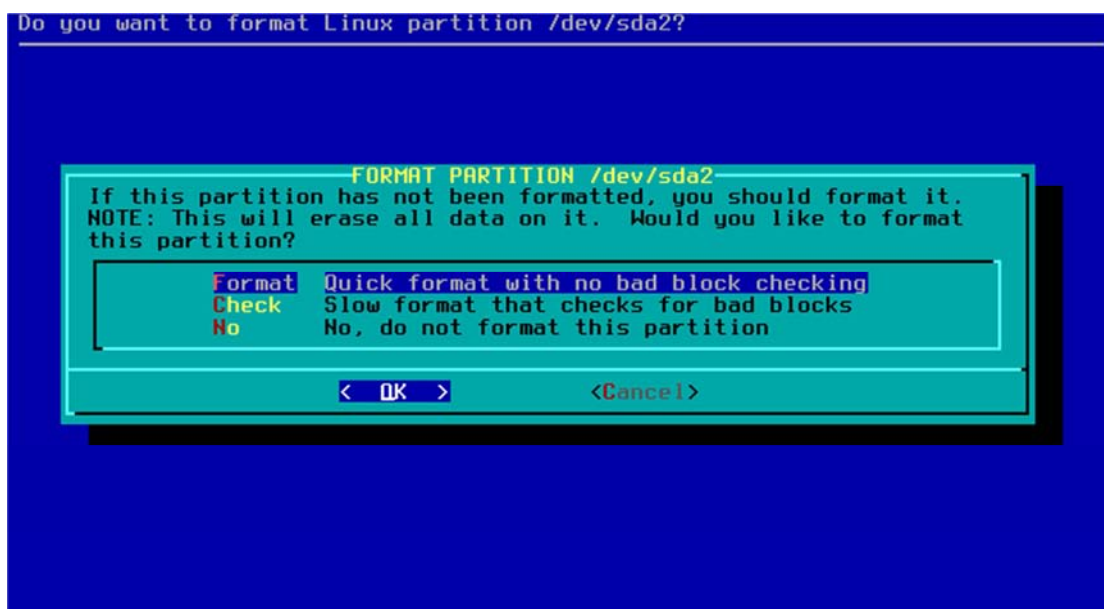 Do you want to format Linux partition /dev/sda2?
FORMAT PARTITION /dev/sda2
If this partition has not been formatted, you should format it.
NOTE: This will erase all data on it.  Would you like to format
this partition?
Format  Quick format with no bad block checking
Check  Slow format that checks for bad blocks
No  No, do not format this partition
<  OK  >  <Cancel>